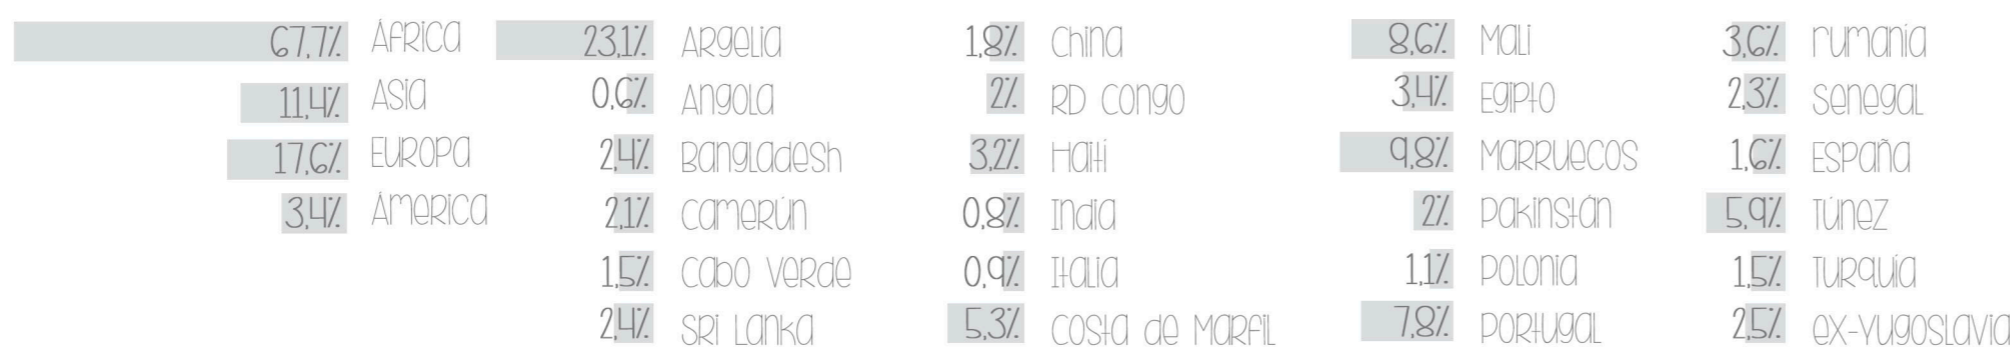 67,7% África
11,4% Asia
17,6% Europa
3,4% América
23,1% Argelia
0,6% Angola
2,4% Bangladesh
2,1% Camerún
1,5% Cabo Verde
2,4% Sri Lanka
1,8% China
2% RD Congo
3,2% Haití
0,8% India
0,9% Italia
5,3% Costa de Marfil
8,6% Mali
3,4% Egipto
9,8% Marruecos
2% Pakinstán
1,1% Polonia
7,8% Portugal
3,6% rumania
2,3% Senegal
1,6% España
5,9% Túnez
1,5% Turquía
2,5% ex-yugoslavia